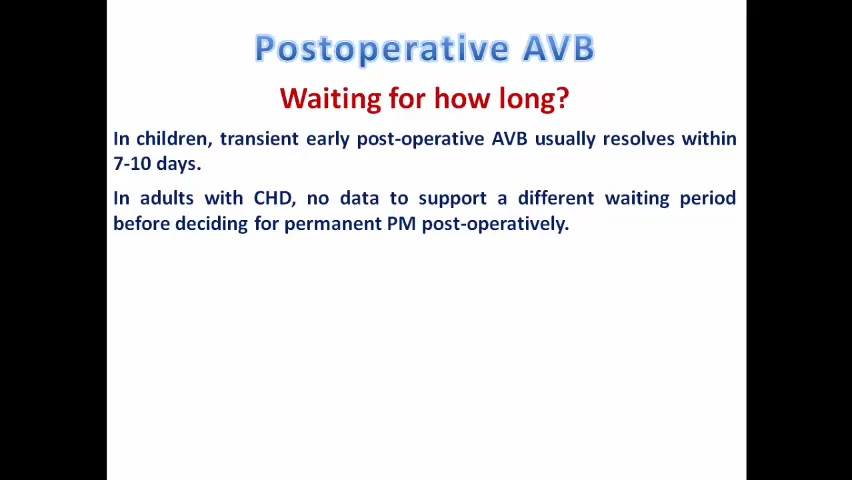 Postoperative AVB
Waiting for how long?
In children, transient early post-operative AVB usually resolves within
7-10 days.
In adults with CHD, no data to support a different waiting period
before deciding for permanent PM post-operatively.